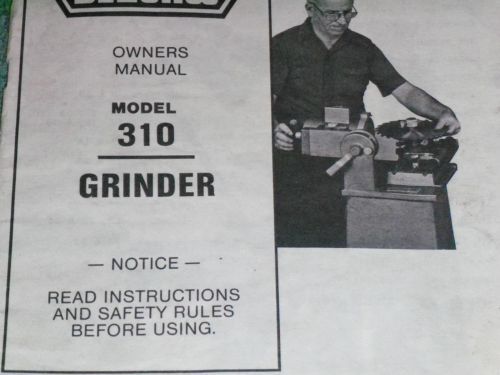 OWNERS
MANUAL
MODEL
310
GRINDER
— NOTICE —
READ INSTRUCTIONS
AND SAFETY RULES
BEFORE USING.